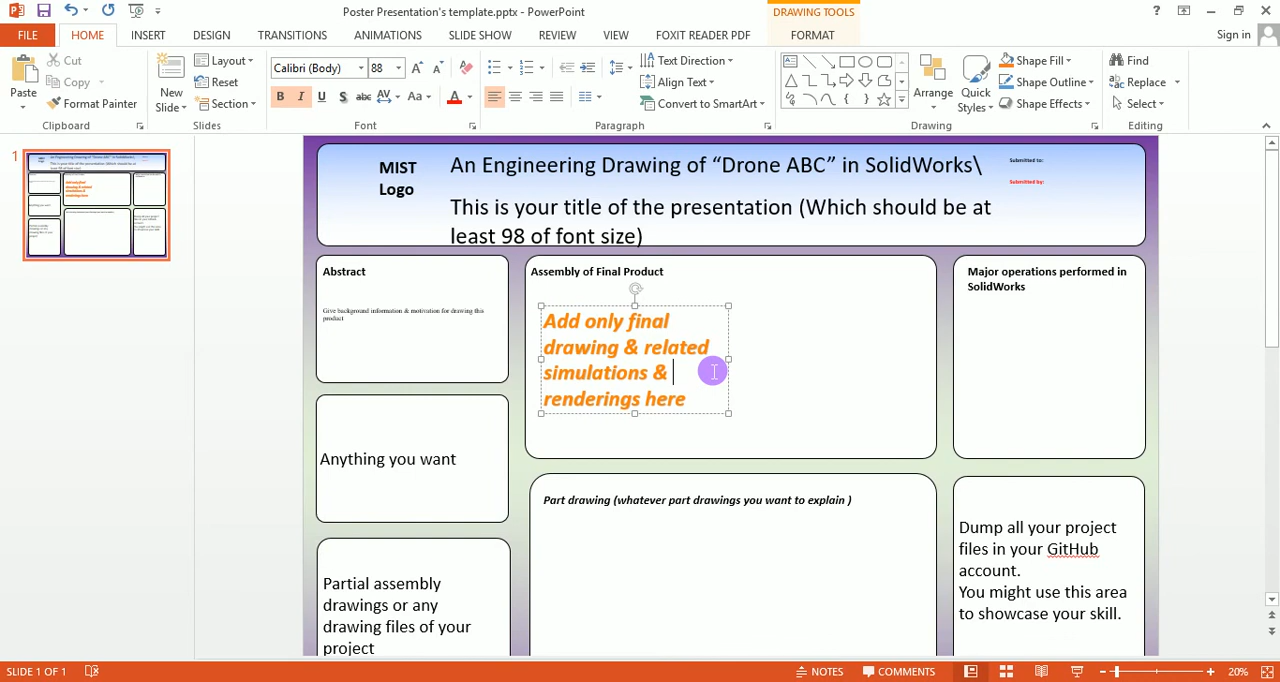 Poster Presentation's template.pptx - PowerPoint
DRAWING TOOLS
Sign in
FILE
HOME
INSERT
DESIGN
TRANSITIONS
ANIMATIONS
SLIDE SHOW
REVIEW
VIEW
FOXIT READER PDF
FORMAT
Paste
Cut
Copy
Format Painter
Clipboard
New
Slide
Layout
Reset
Section
Slides
Calibri (Body)
88
B I U S abc AV Aa A
Font
Text Direction
Align Text
Convert to SmartArt
Paragraph
Arrange
Quick
Styles
Shape Fill
Shape Outline
Shape Effects
Drawing
Find
Replace
Select
Editing
1
MIST
Logo
An Engineering Drawing of “Drone ABC” in SolidWorks\
This is your title of the presentation (Which should be at
least 98 of font size)
Submitted to:
Submitted by:
Abstract
Give background information & motivation for drawing this
product
Anything you want
Partial assembly
drawings or any
drawing files of your
project
Assembly of Final Product
Add only final
drawing & related
simulations &
renderings here
Part drawing (whatever part drawings you want to explain )
Major operations performed in
SolidWorks
Dump all your project
files in your GitHub
account.
You might use this area
to showcase your skill.
SLIDE 1 OF 1
NOTES
COMMENTS
20%